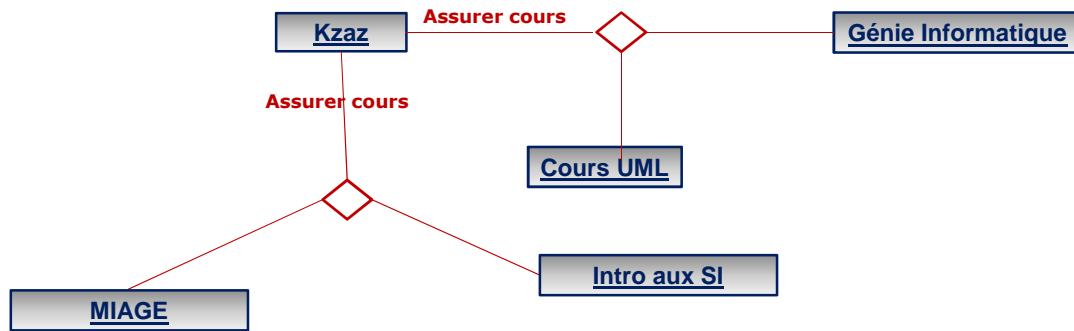 Assurer cours
Kzaz
Génie Informatique
Assurer cours
Cours UML
Intro aux SI
MIAGE